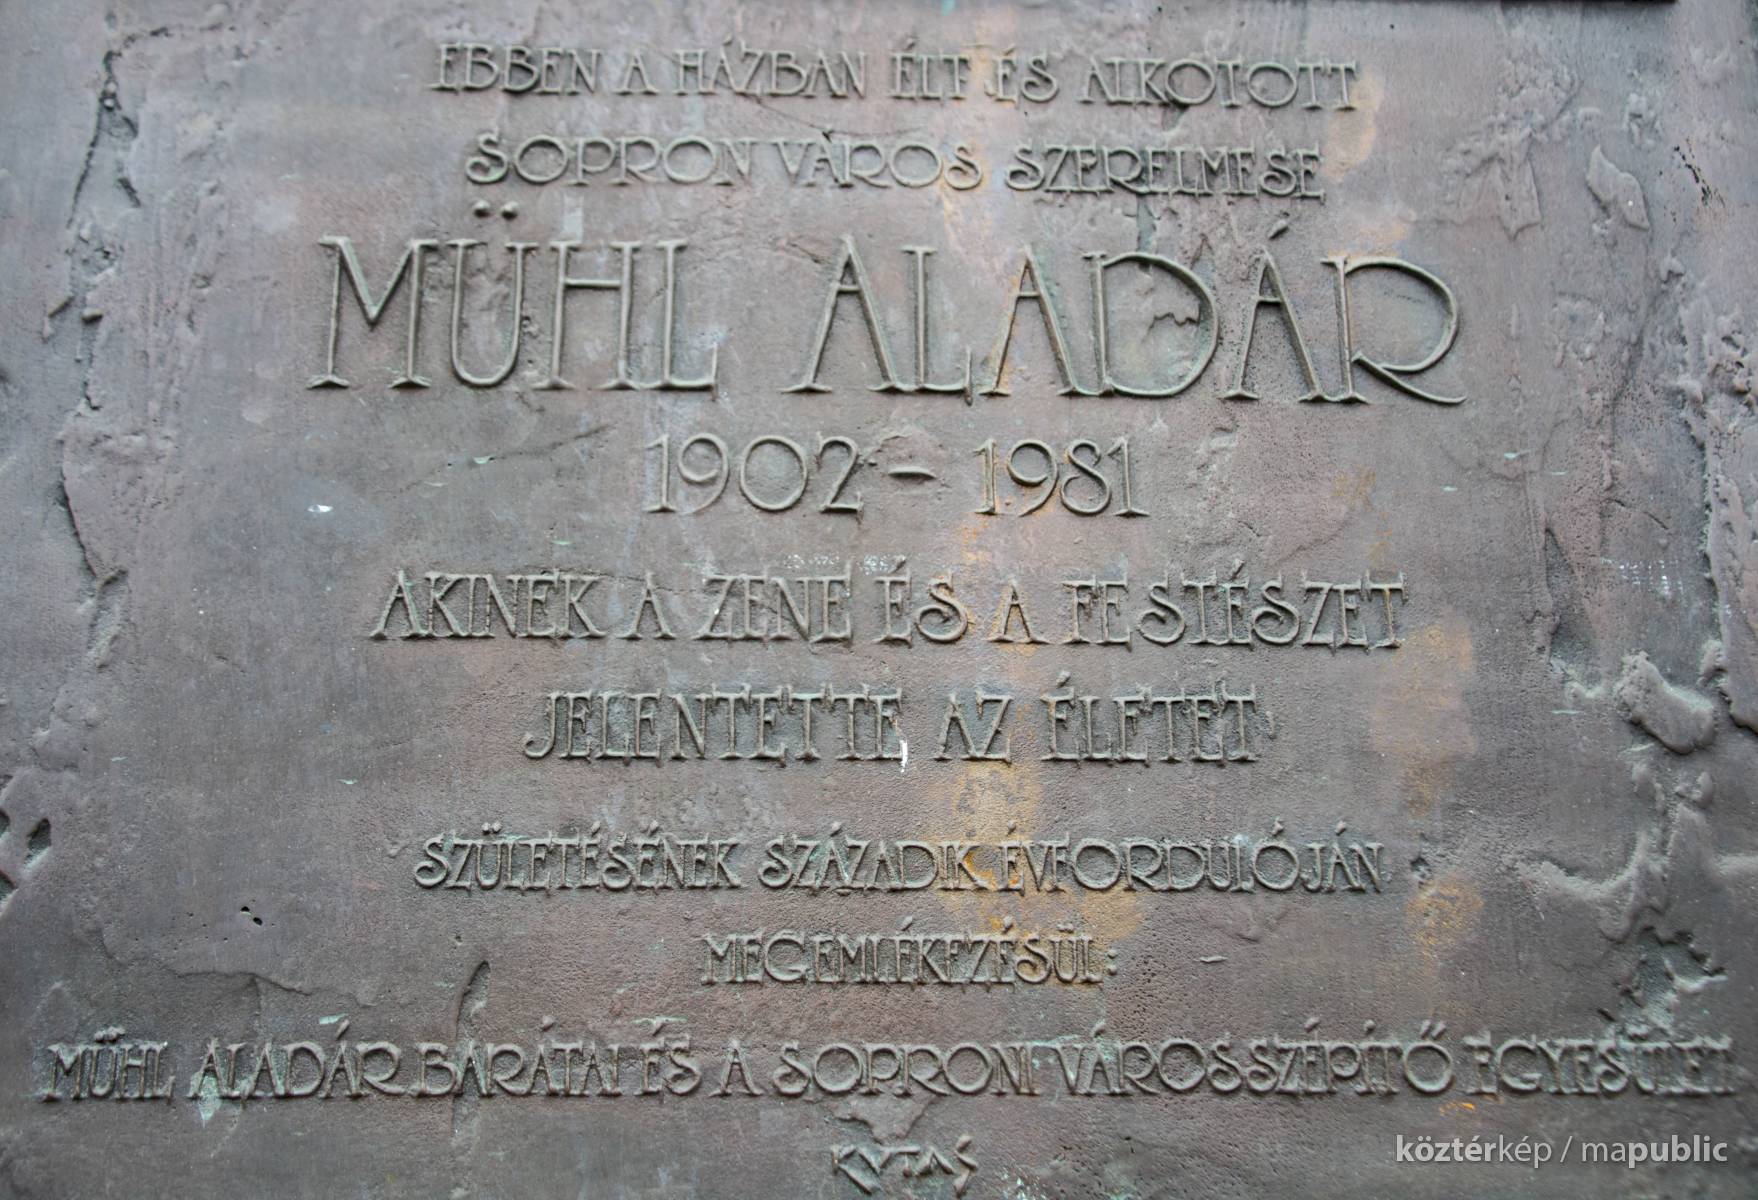 EBBEN A HÁZBAN ÉLT ÉS ALKOTOTT
SOPRON VÁROS SZERELMESE
MÜHL ALADÁR
1902 - 1981
AKINEK A ZENE ÉS A FESTÉSZET
JELENTETTE AZ ÉLETET
SZÜLETÉSÉNEK SZÁZADIK ÉVFORDULÓJÁN
MEGEMLÉKEZÉSÜL:
MÜHL ALADÁR BARÁTAI ÉS A SOPRONI VÁROSSZÉPÍTŐ EGYESÜLET
KUTAS
köztérkép / mapublic